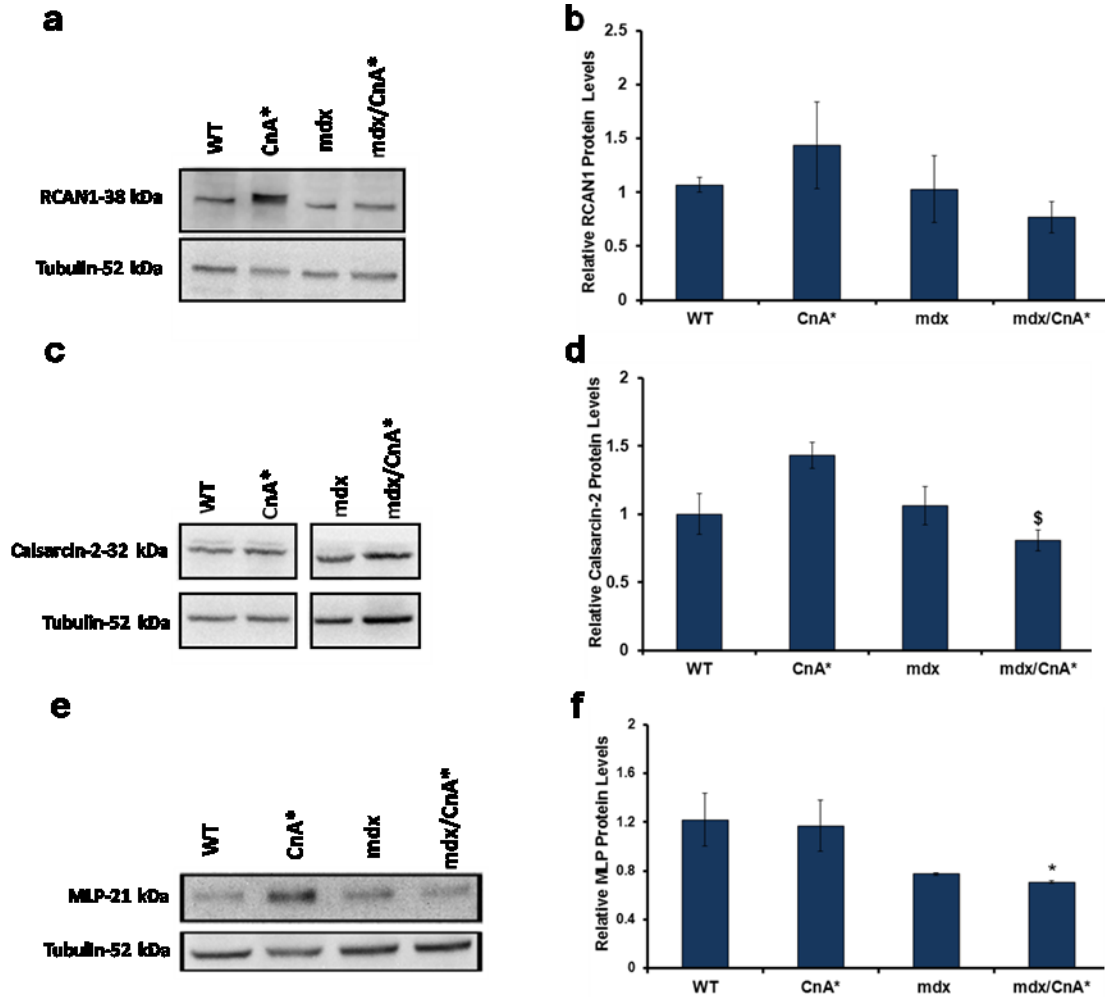 a
WT CnA* mdx mdx/CnA*
RCAN1-38 kDa
Tubulin-52 kDa
b
Relative RCAN1 Protein Levels
2.5
2
1.5
1
0.5
0
WT CnA* mdx mdx/CnA*
c
WT CnA* mdx mdx/CnA*
Calsarcin-2-32 kDa
Tubulin-52 kDa
d
Relative Calsarcin-2 Protein Levels
2
1.5
1
0.5
0
$
WT CnA* mdx mdx/CnA*
e
WT CnA* mdx mdx/CnA*
MLP-21 kDa
Tubulin-52 kDa
f
Relative MLP Protein Levels
2
1.6
1.2
0.8
0.4
0
*
WT CnA* mdx mdx/CnA*